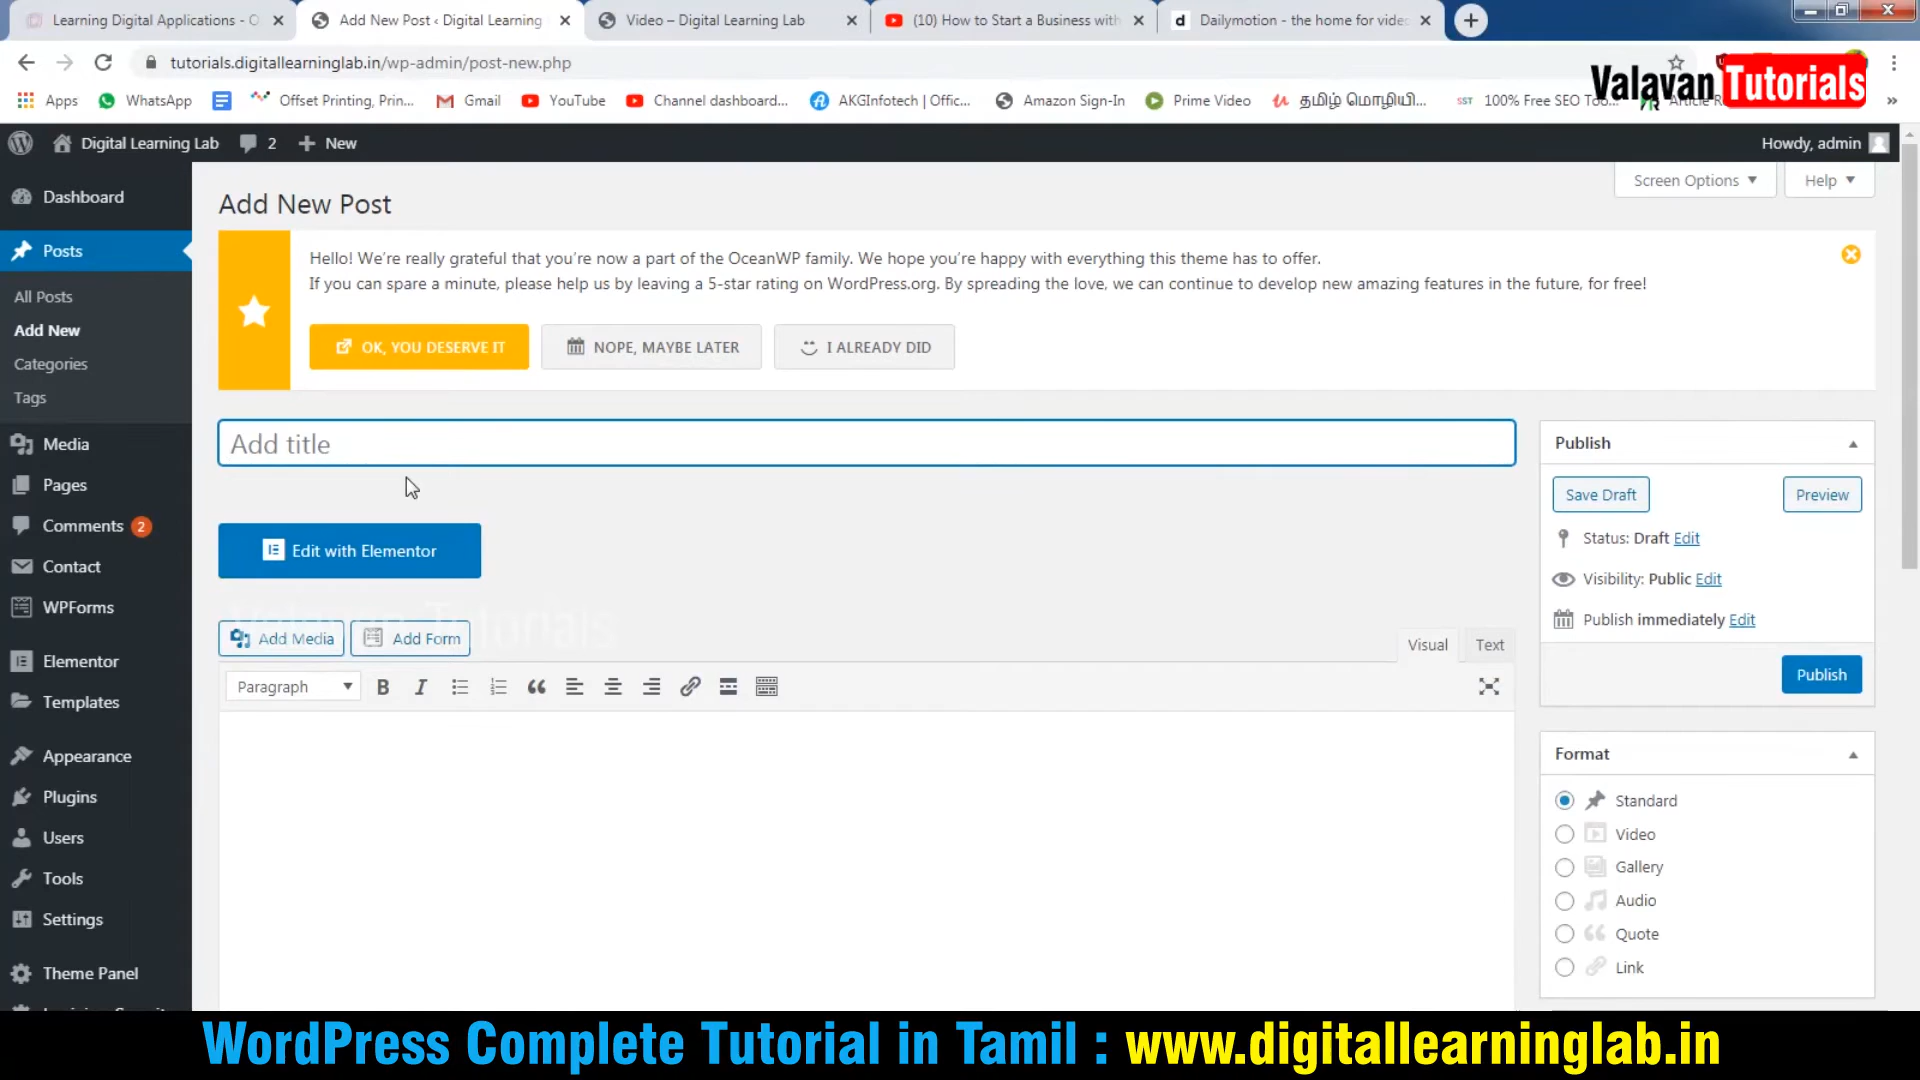 Learning Digital Applications - O
Add New Post ‹ Digital Learning
Video – Digital Learning Lab
(10) How to Start a Business with
d Dailymotion - the home for vide
tutorials.digitallearninglab.in/wp-admin/post-new.php
Valavan Tutorials
Apps
WhatsApp
Offset Printing, Prin...
Gmail
YouTube
Channel dashboard...
AKGInfotech | Offic...
Amazon Sign-In
Prime Video
தமிழ் மொழியி...
SST 100% Free SEO Too...
Digital Learning Lab
2
New
Howdy, admin
Screen Options
Help
Dashboard
Posts
All Posts
Add New
Categories
Tags
Media
Pages
Comments 2
Contact
WPForms
Elementor
Templates
Appearance
Plugins
Users
Tools
Settings
Theme Panel
Add New Post
Hello! We're really grateful that you're now a part of the OceanWP family. We hope you're happy with everything this theme has to offer.
If you can spare a minute, please help us by leaving a 5-star rating on WordPress.org. By spreading the love, we can continue to develop new amazing features in the future, for free!
OK, YOU DESERVE IT
NOPE, MAYBE LATER
I ALREADY DID
Add title
Edit with Elementor
Valavan Tutorials
Add Media
Add Form
Visual
Text
Paragraph
B I
Publish
Save Draft
Preview
Status: Draft Edit
Visibility: Public Edit
Publish immediately Edit
Publish
Format
Standard
Video
Gallery
Audio
Quote
Link
WordPress Complete Tutorial in Tamil : www.digitallearninglab.in